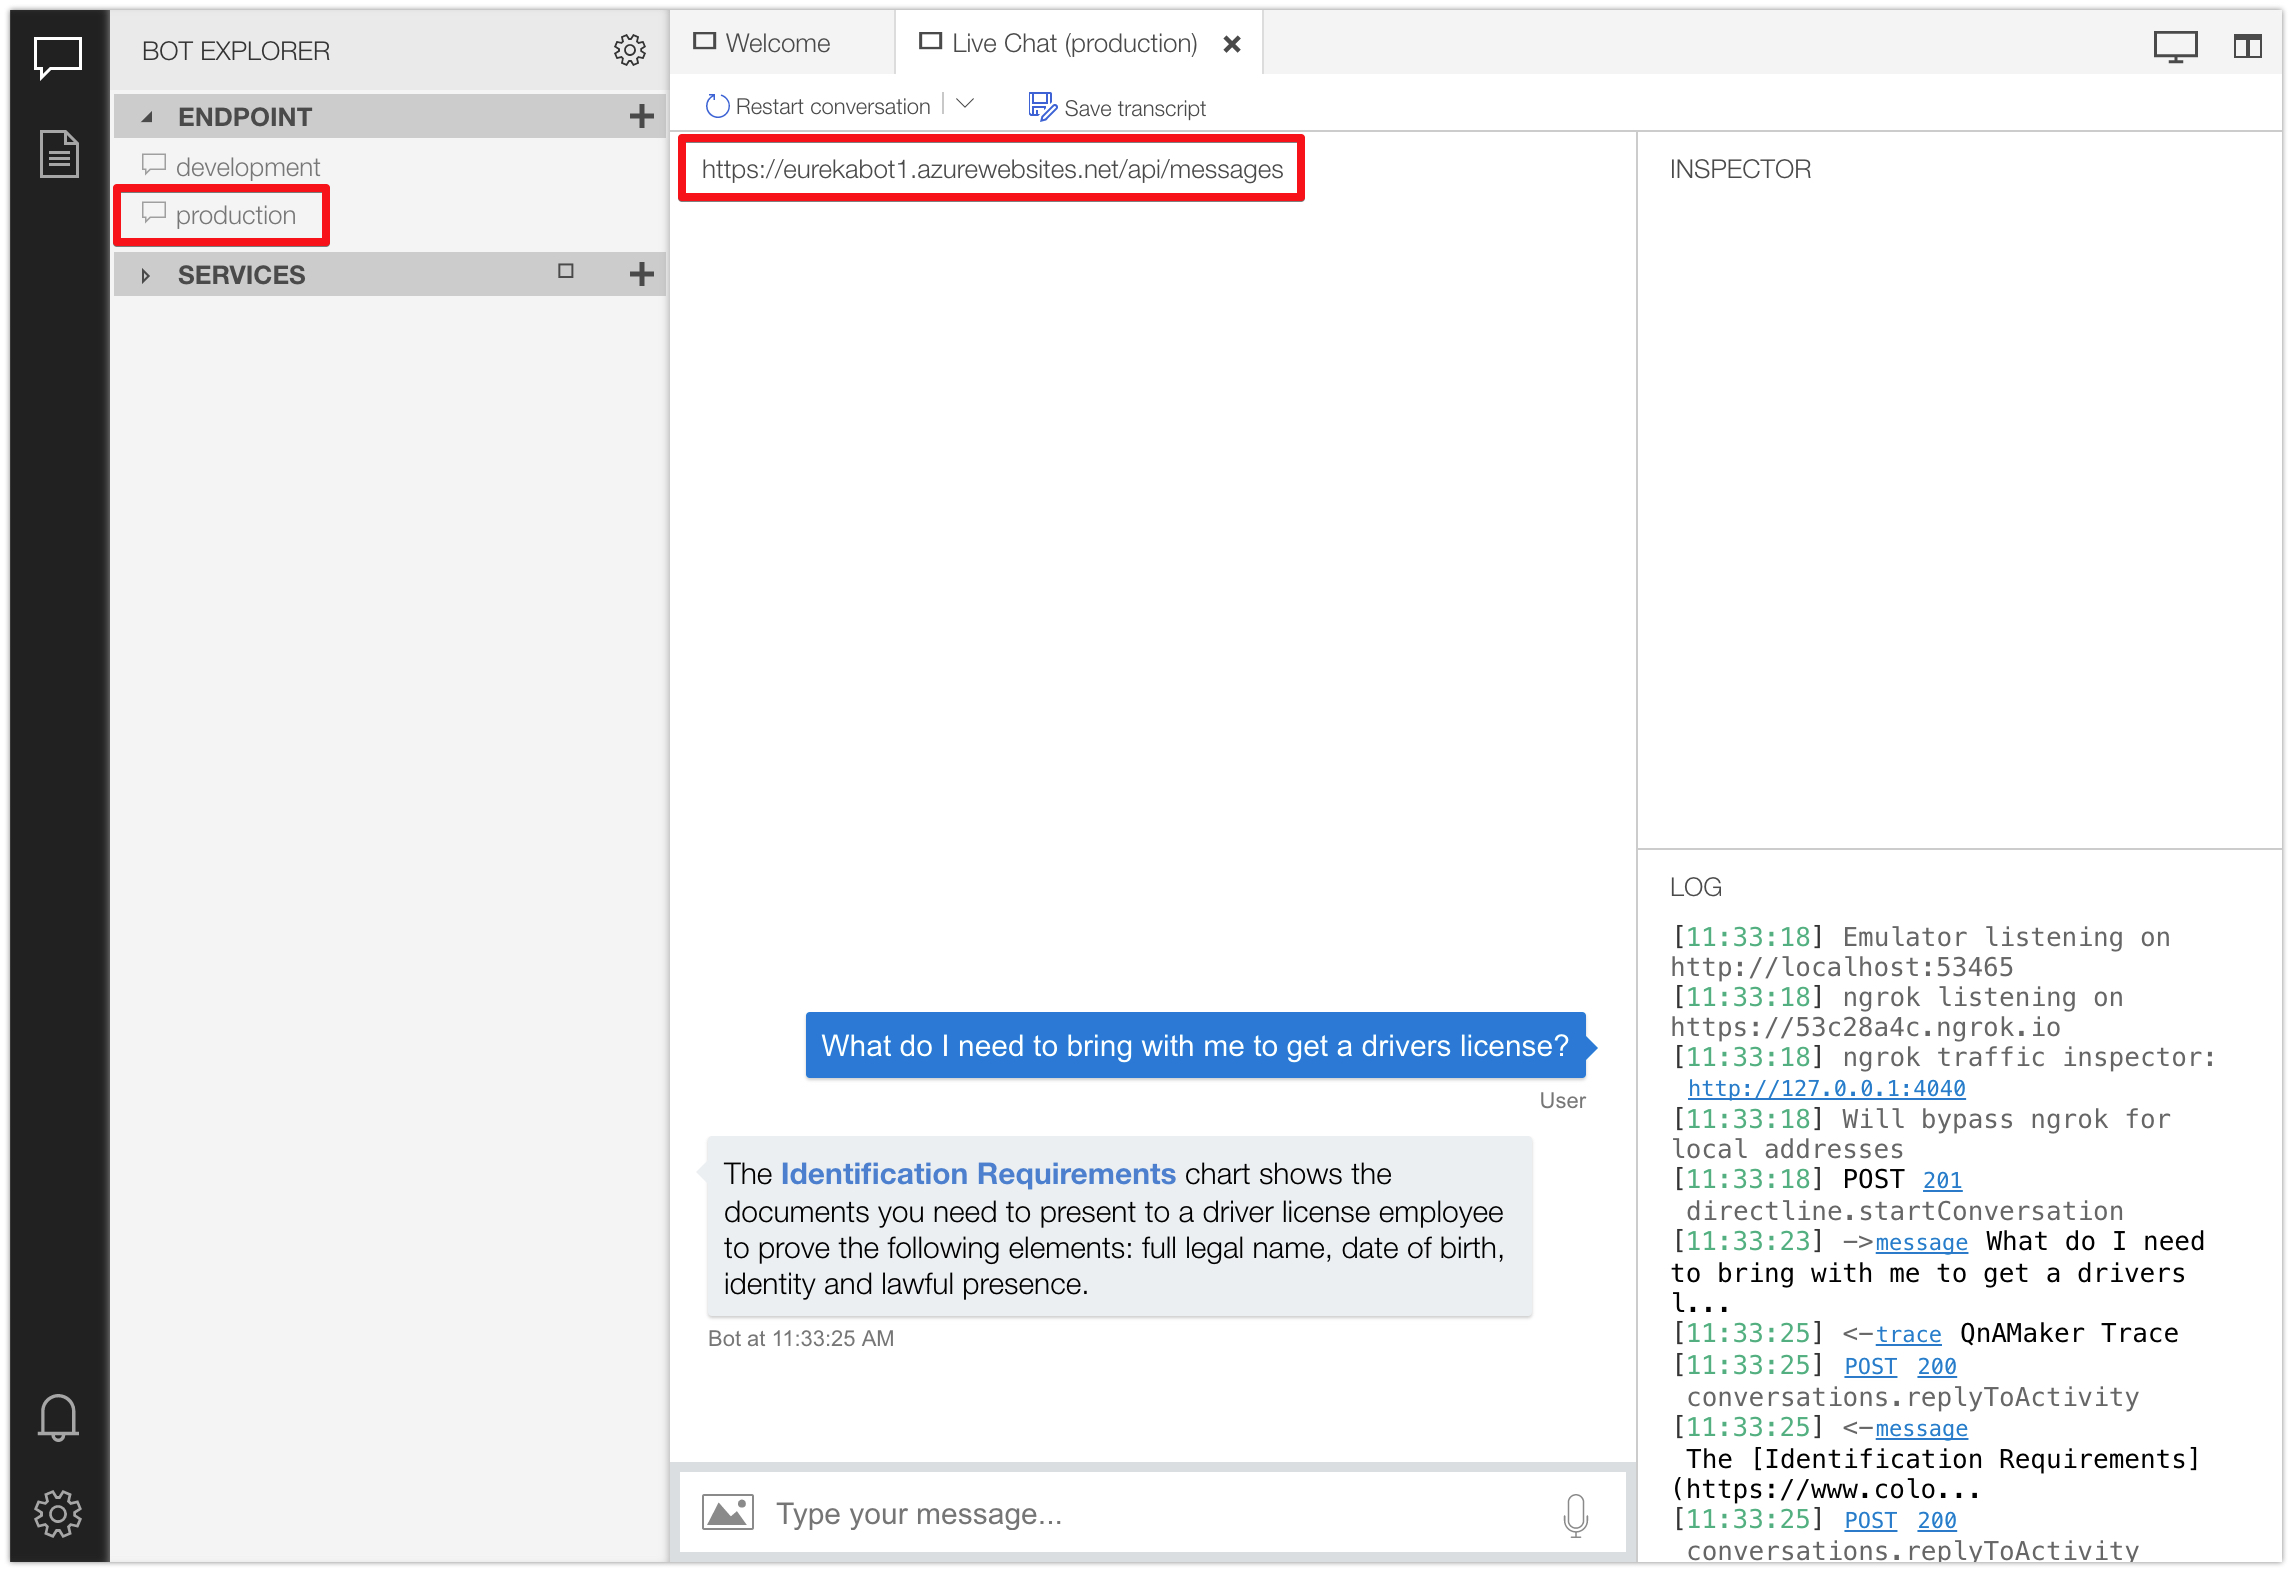 BOT EXPLORER
ENDPOINT
development
production
SERVICES
Welcome
Live Chat (production)
Restart conversation
Save transcript
https://eurekabot1.azurewebsites.net/api/messages
What do I need to bring with me to get a drivers license?
User
The Identification Requirements chart shows the
documents you need to present to a driver license employee
to prove the following elements: full legal name, date of birth,
identity and lawful presence.
Bot at 11:33:25 AM
Type your message...
INSPECTOR
LOG
[11:33:18] Emulator listening on
http://localhost:53465
[11:33:18] ngrok listening on
https://53c28a4c.ngrok.io
[11:33:18] ngrok traffic inspector:
http://127.0.0.1:4040
[11:33:18] Will bypass ngrok for
local addresses
[11:33:18] POST 201
directline.startConversation
[11:33:23] ->message What do I need
to bring with me to get a drivers
l...
[11:33:25] <-trace QnAMaker Trace
[11:33:25] POST 200
conversations.replyToActivity
[11:33:25] <-message
The [Identification Requirements]
(https://www.colo...
[11:33:25] POST 200
conversations.replyToActivity